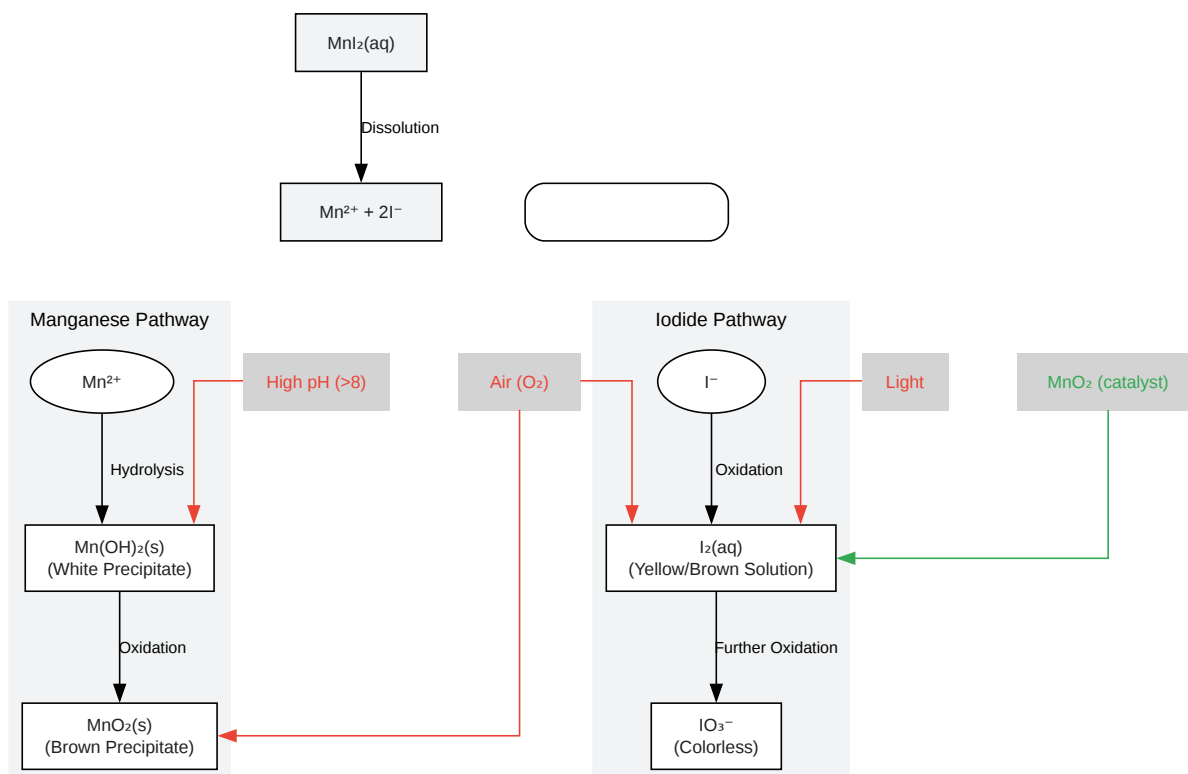 MnI₂(aq)
Dissolution
Mn²⁺ + 2I⁻
Manganese Pathway
Iodide Pathway
Mn²⁺
High pH (>8)
Air (O₂)
I⁻
Light
MnO₂ (catalyst)
Hydrolysis
Oxidation
Mn(OH)₂(s)
(White Precipitate)
I₂(aq)
(Yellow/Brown Solution)
Oxidation
Further Oxidation
MnO₂(s)
(Brown Precipitate)
IO₃⁻
(Colorless)